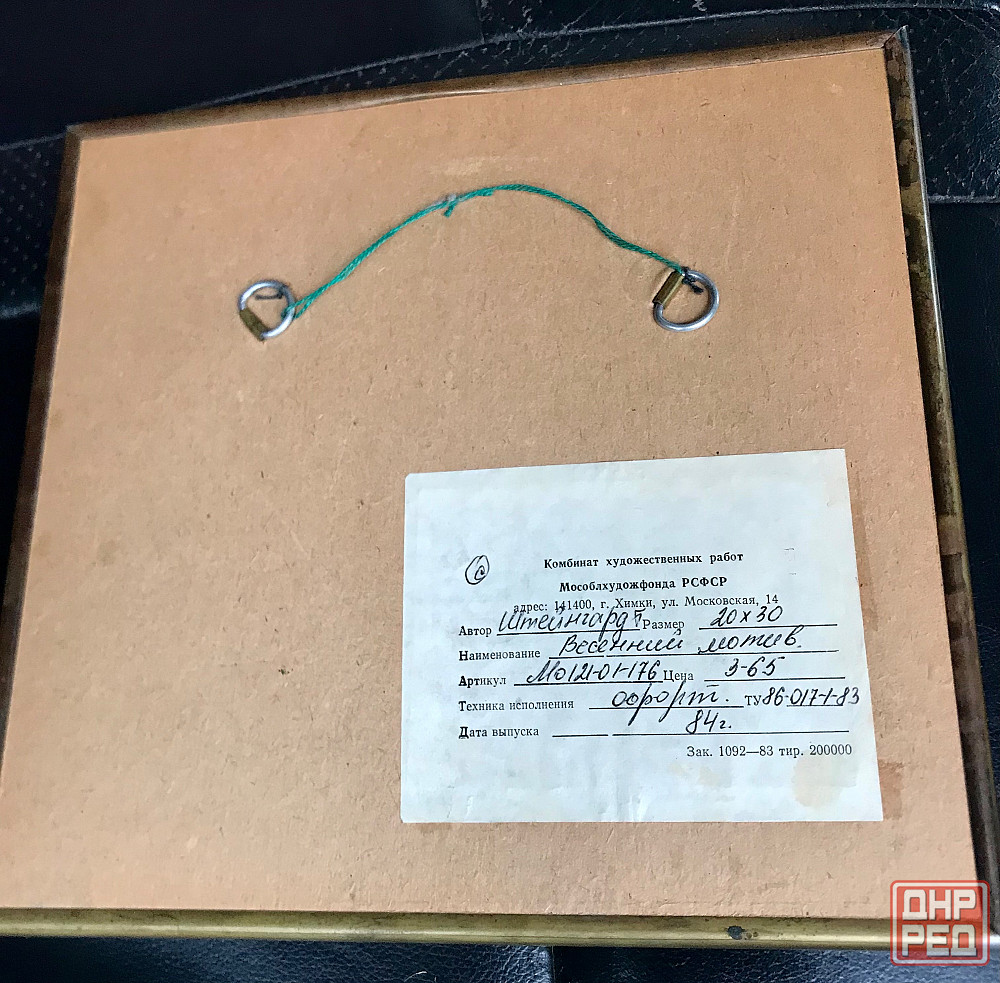 Комбинат художественных работ
Мособлхудожфонда РСФСР
адрес: 141400, г. Химки, ул. Московская, 14
Автор Штейнгард Размер 20х30
Наименование Весенний мотив.
Артикул Мо121-01-176 Цена 3-65
Техника исполнения офорт. ТУ86-017-1-83
Дата выпуска 84г.
Зак. 1092—83 тир. 200000
ДНР
РЕД